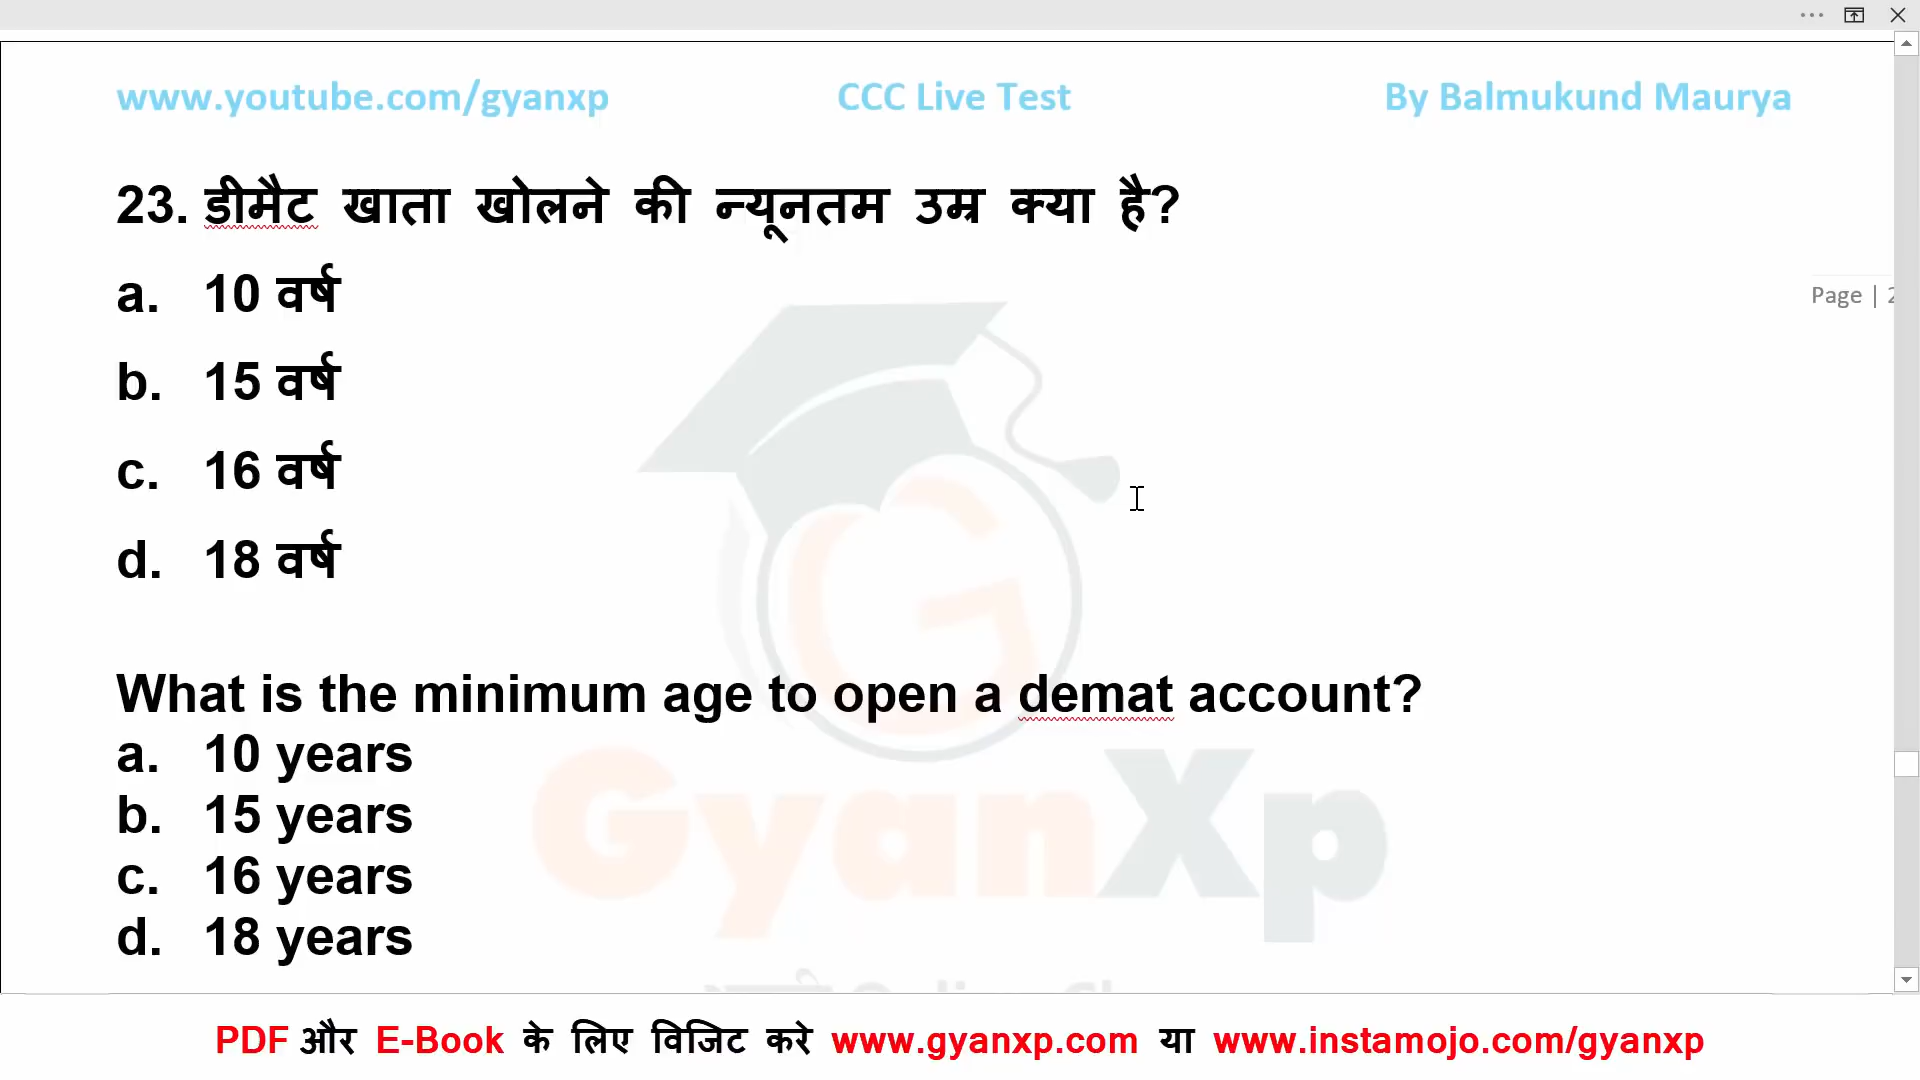 www.youtube.com/gyanxp CCC Live Test By Balmukund Maurya
23. डीमैट खाता खोलने की न्यूनतम उम्र क्या है?
a. 10 वर्ष
Page | 2
b. 15 वर्ष
c. 16 वर्ष
d. 18 वर्ष
What is the minimum age to open a demat account?
a. 10 years
b. 15 years
c. 16 years
d. 18 years
GyanXp
PDF और E-Book के लिए विजिट करे www.gyanxp.com या www.instamojo.com/gyanxp